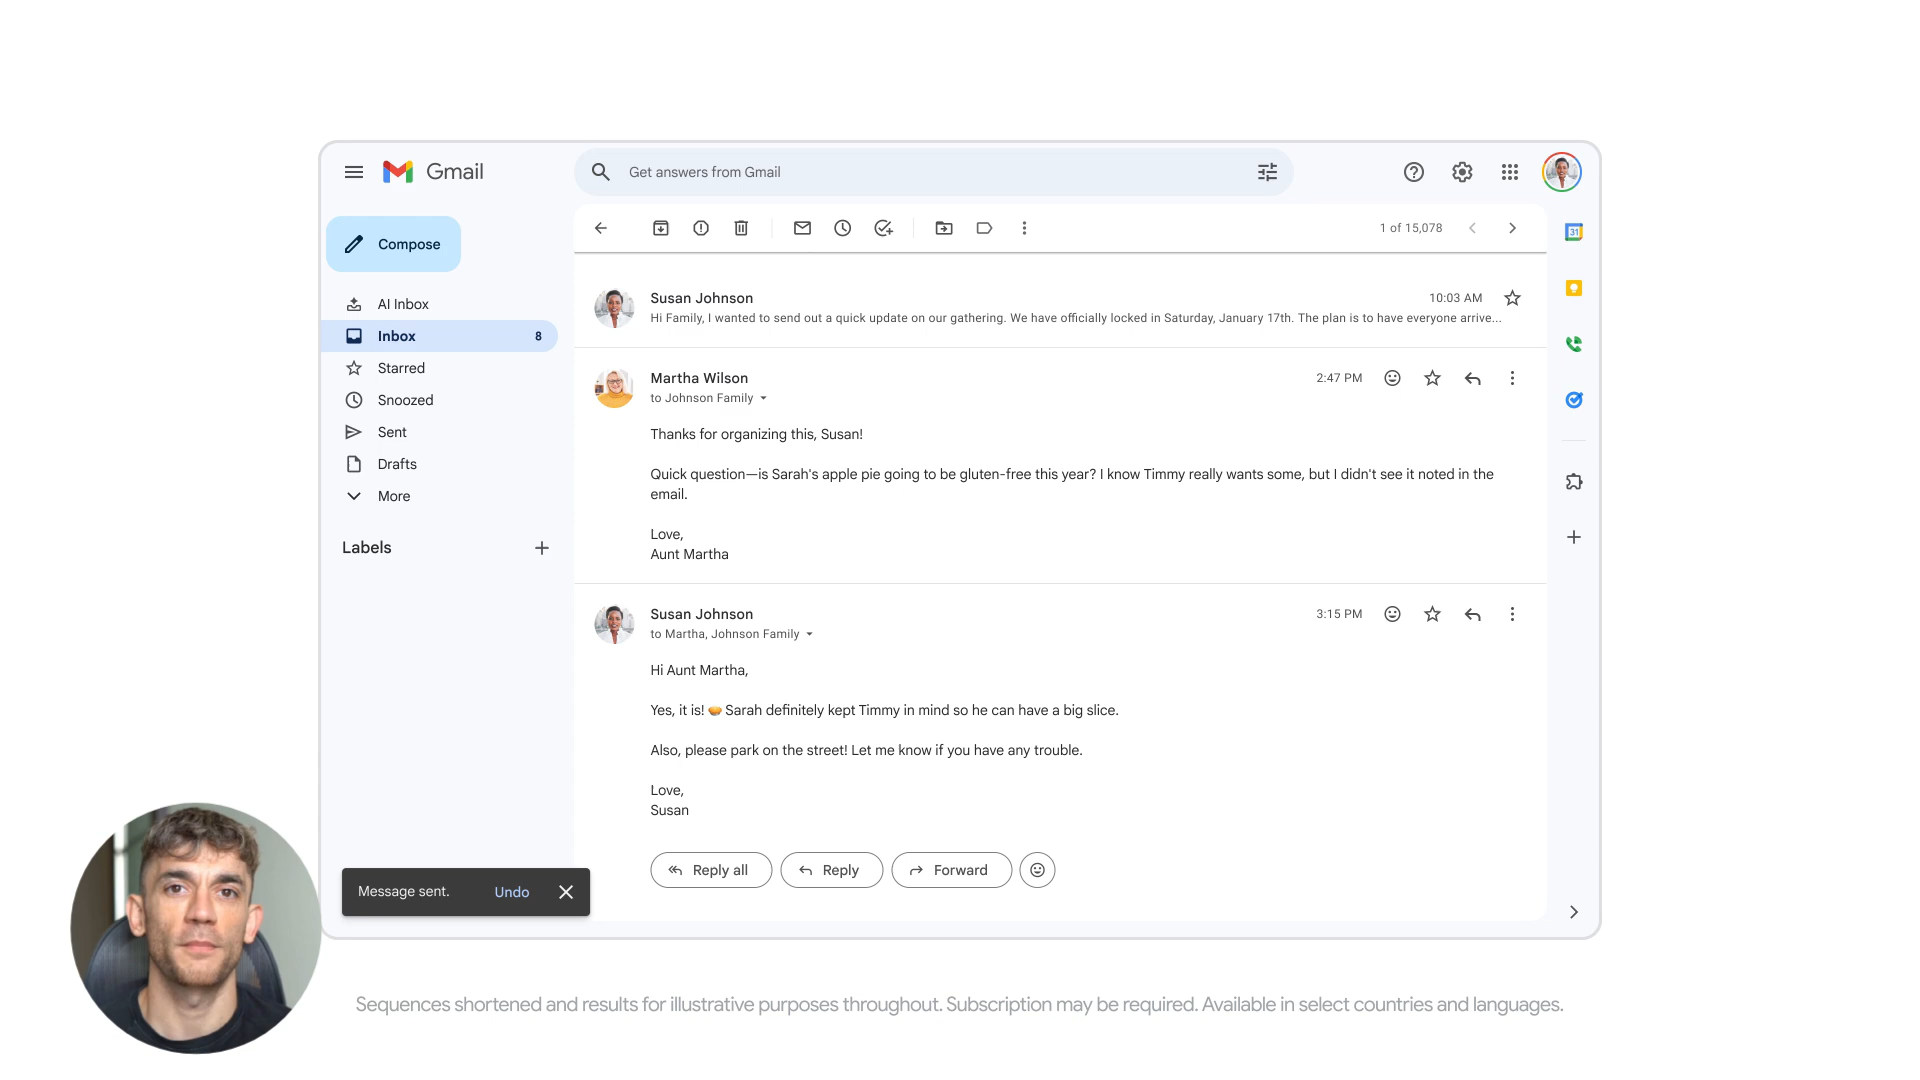 Gmail
Get answers from Gmail
Compose
1 of 15,078
31
AI Inbox
Inbox 8
Starred
Snoozed
Sent
Drafts
More
Labels
Susan Johnson 10:03 AM
Hi Family, I wanted to send out a quick update on our gathering. We have officially locked in Saturday, January 17th. The plan is to have everyone arrive...
Martha Wilson 2:47 PM
to Johnson Family
Thanks for organizing this, Susan!
Quick question—is Sarah's apple pie going to be gluten-free this year? I know Timmy really wants some, but I didn't see it noted in the
email.
Love,
Aunt Martha
Susan Johnson 3:15 PM
to Martha, Johnson Family
Hi Aunt Martha,
Yes, it is! 🥧 Sarah definitely kept Timmy in mind so he can have a big slice.
Also, please park on the street! Let me know if you have any trouble.
Love,
Susan
Reply all Reply Forward
Message sent. Undo
Sequences shortened and results for illustrative purposes throughout. Subscription may be required. Available in select countries and languages.